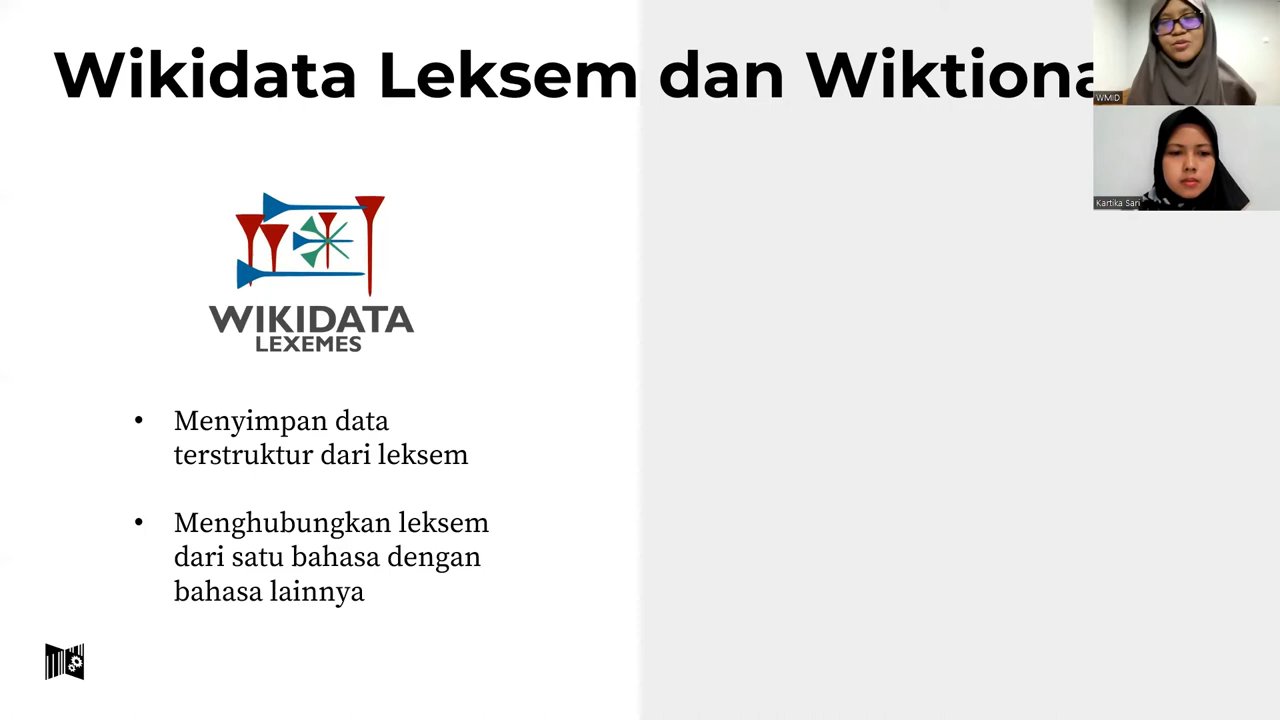 Wikidata Leksem dan Wiktiona
WMID
Kartika Sari
WIKIDATA
LEXEMES
• Menyimpan data
terstruktur dari leksem
• Menghubungkan leksem
dari satu bahasa dengan
bahasa lainnya